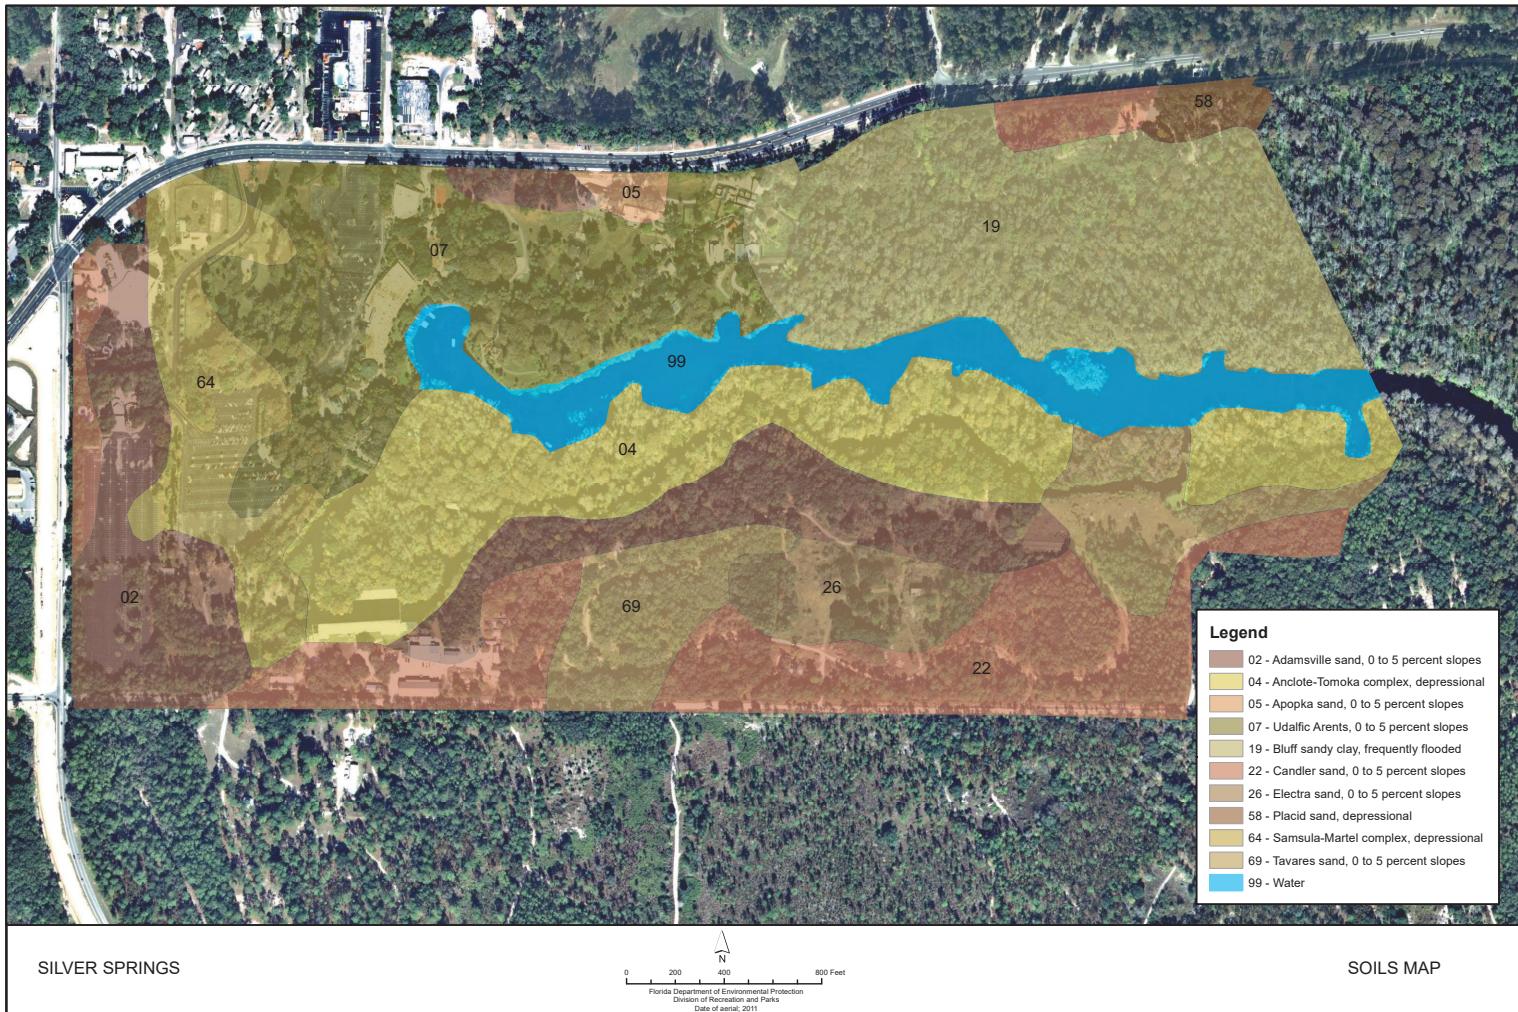 58
05
19
07
99
64
04
02
26
69
22
Legend
02 - Adamsville sand, 0 to 5 percent slopes
04 - Anclote-Tomoka complex, depressional
05 - Apopka sand, 0 to 5 percent slopes
07 - Udalfic Arents, 0 to 5 percent slopes
19 - Bluff sandy clay, frequently flooded
22 - Candler sand, 0 to 5 percent slopes
26 - Electra sand, 0 to 5 percent slopes
58 - Placid sand, depressional
64 - Samsula-Martel complex, depressional
69 - Tavares sand, 0 to 5 percent slopes
99 - Water
SILVER SPRINGS
N
0 200 400 800 Feet
Florida Department of Environmental Protection
Division of Recreation and Parks
Date of aerial; 2011
SOILS MAP